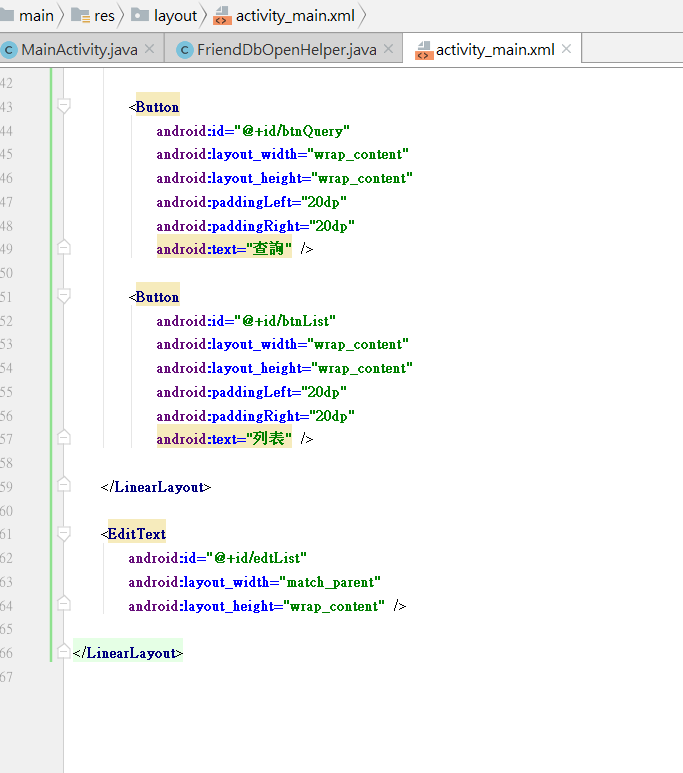 main res layout activity_main.xml
MainActivity.java FriendDbOpenHelper.java activity_main.xml
42
43 <Button
44 android:id="@+id/btnQuery"
45 android:layout_width="wrap_content"
46 android:layout_height="wrap_content"
47 android:paddingLeft="20dp"
48 android:paddingRight="20dp"
49 android:text="查詢" />
50
51 <Button
52 android:id="@+id/btnList"
53 android:layout_width="wrap_content"
54 android:layout_height="wrap_content"
55 android:paddingLeft="20dp"
56 android:paddingRight="20dp"
57 android:text="列表" />
58
59 </LinearLayout>
60
61 <EditText
62 android:id="@+id/edtList"
63 android:layout_width="match_parent"
64 android:layout_height="wrap_content" />
65
66 </LinearLayout>
67